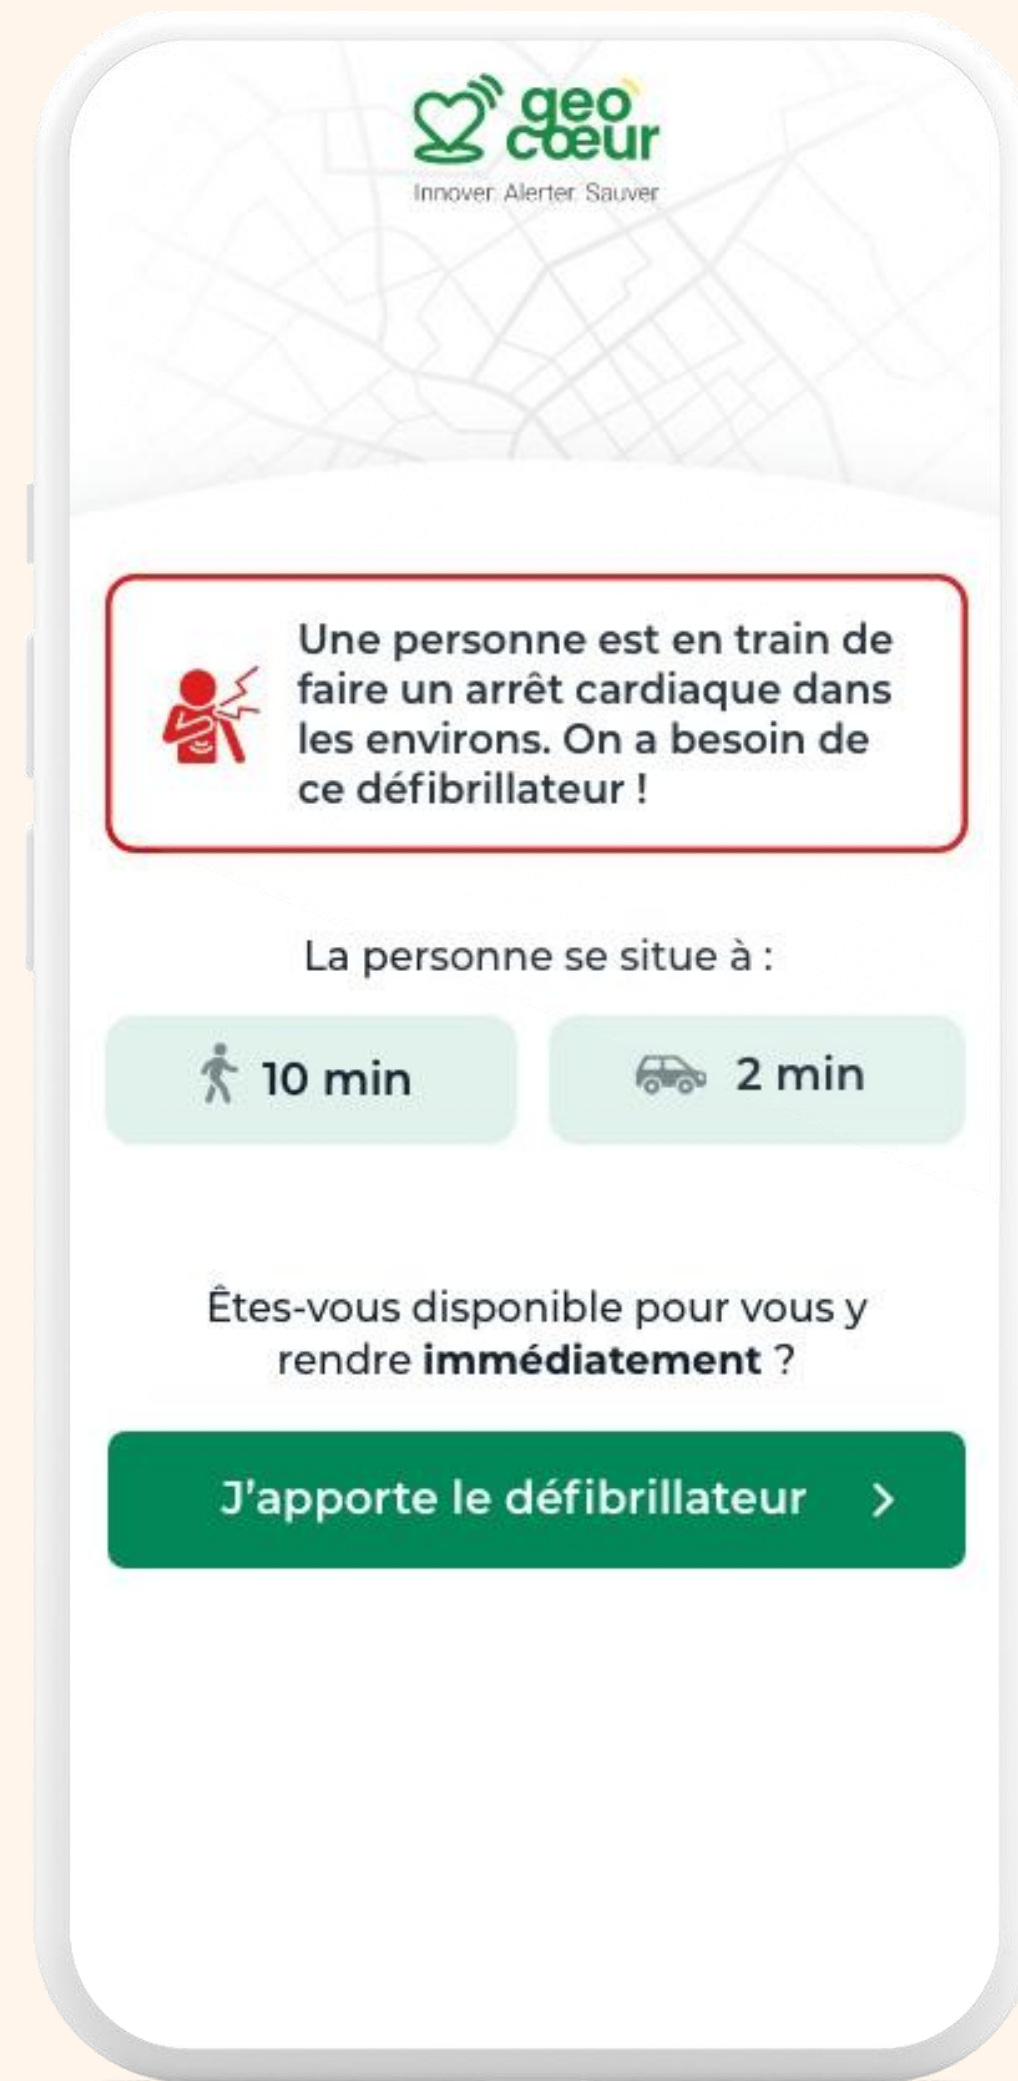 geo
cœur
Innover. Alerter. Sauver
Une personne est en train de
faire un arrêt cardiaque dans
les environs. On a besoin de
ce défibrillateur !
La personne se situe à :
10 min
2 min
Êtes-vous disponible pour vous y
rendre immédiatement ?
J'apporte le défibrillateur